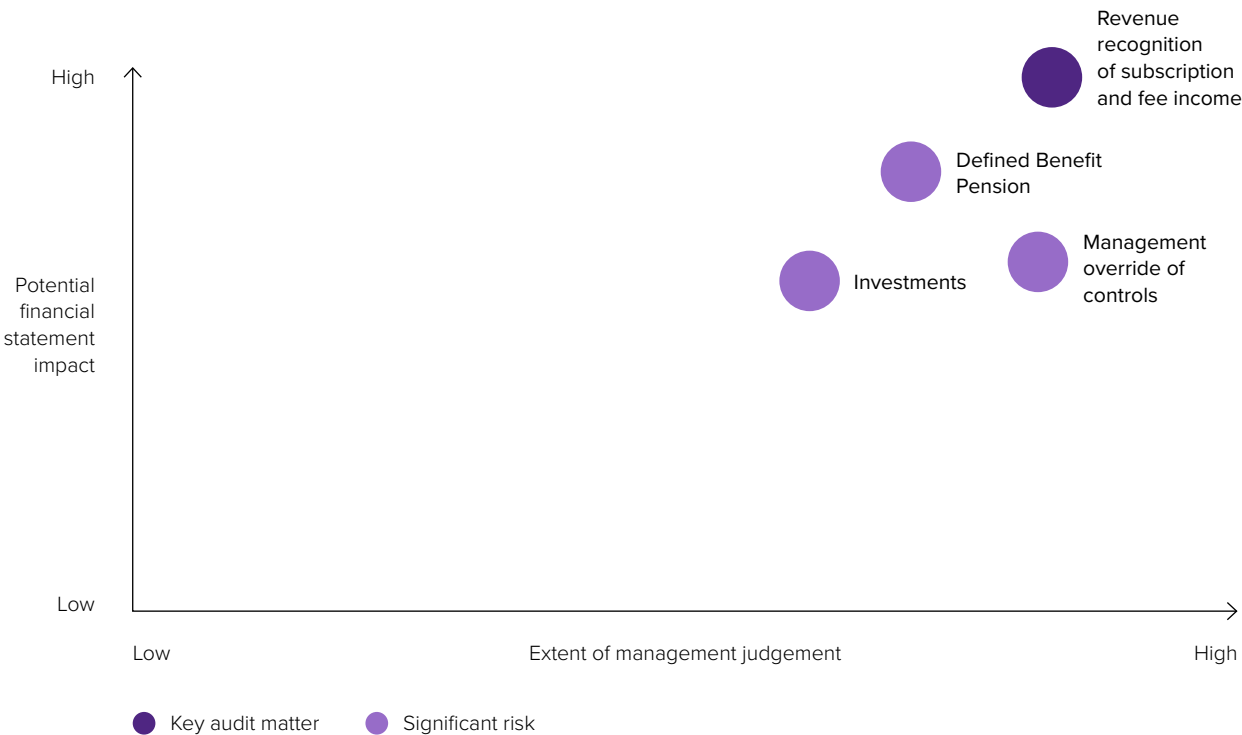 Revenue
recognition
of subscription
and fee income
High
Defined Benefit
Pension
Management
override of
controls
Investments
Potential
financial
statement
impact
Low
Low
Extent of management judgement
High
Key audit matter
Significant risk